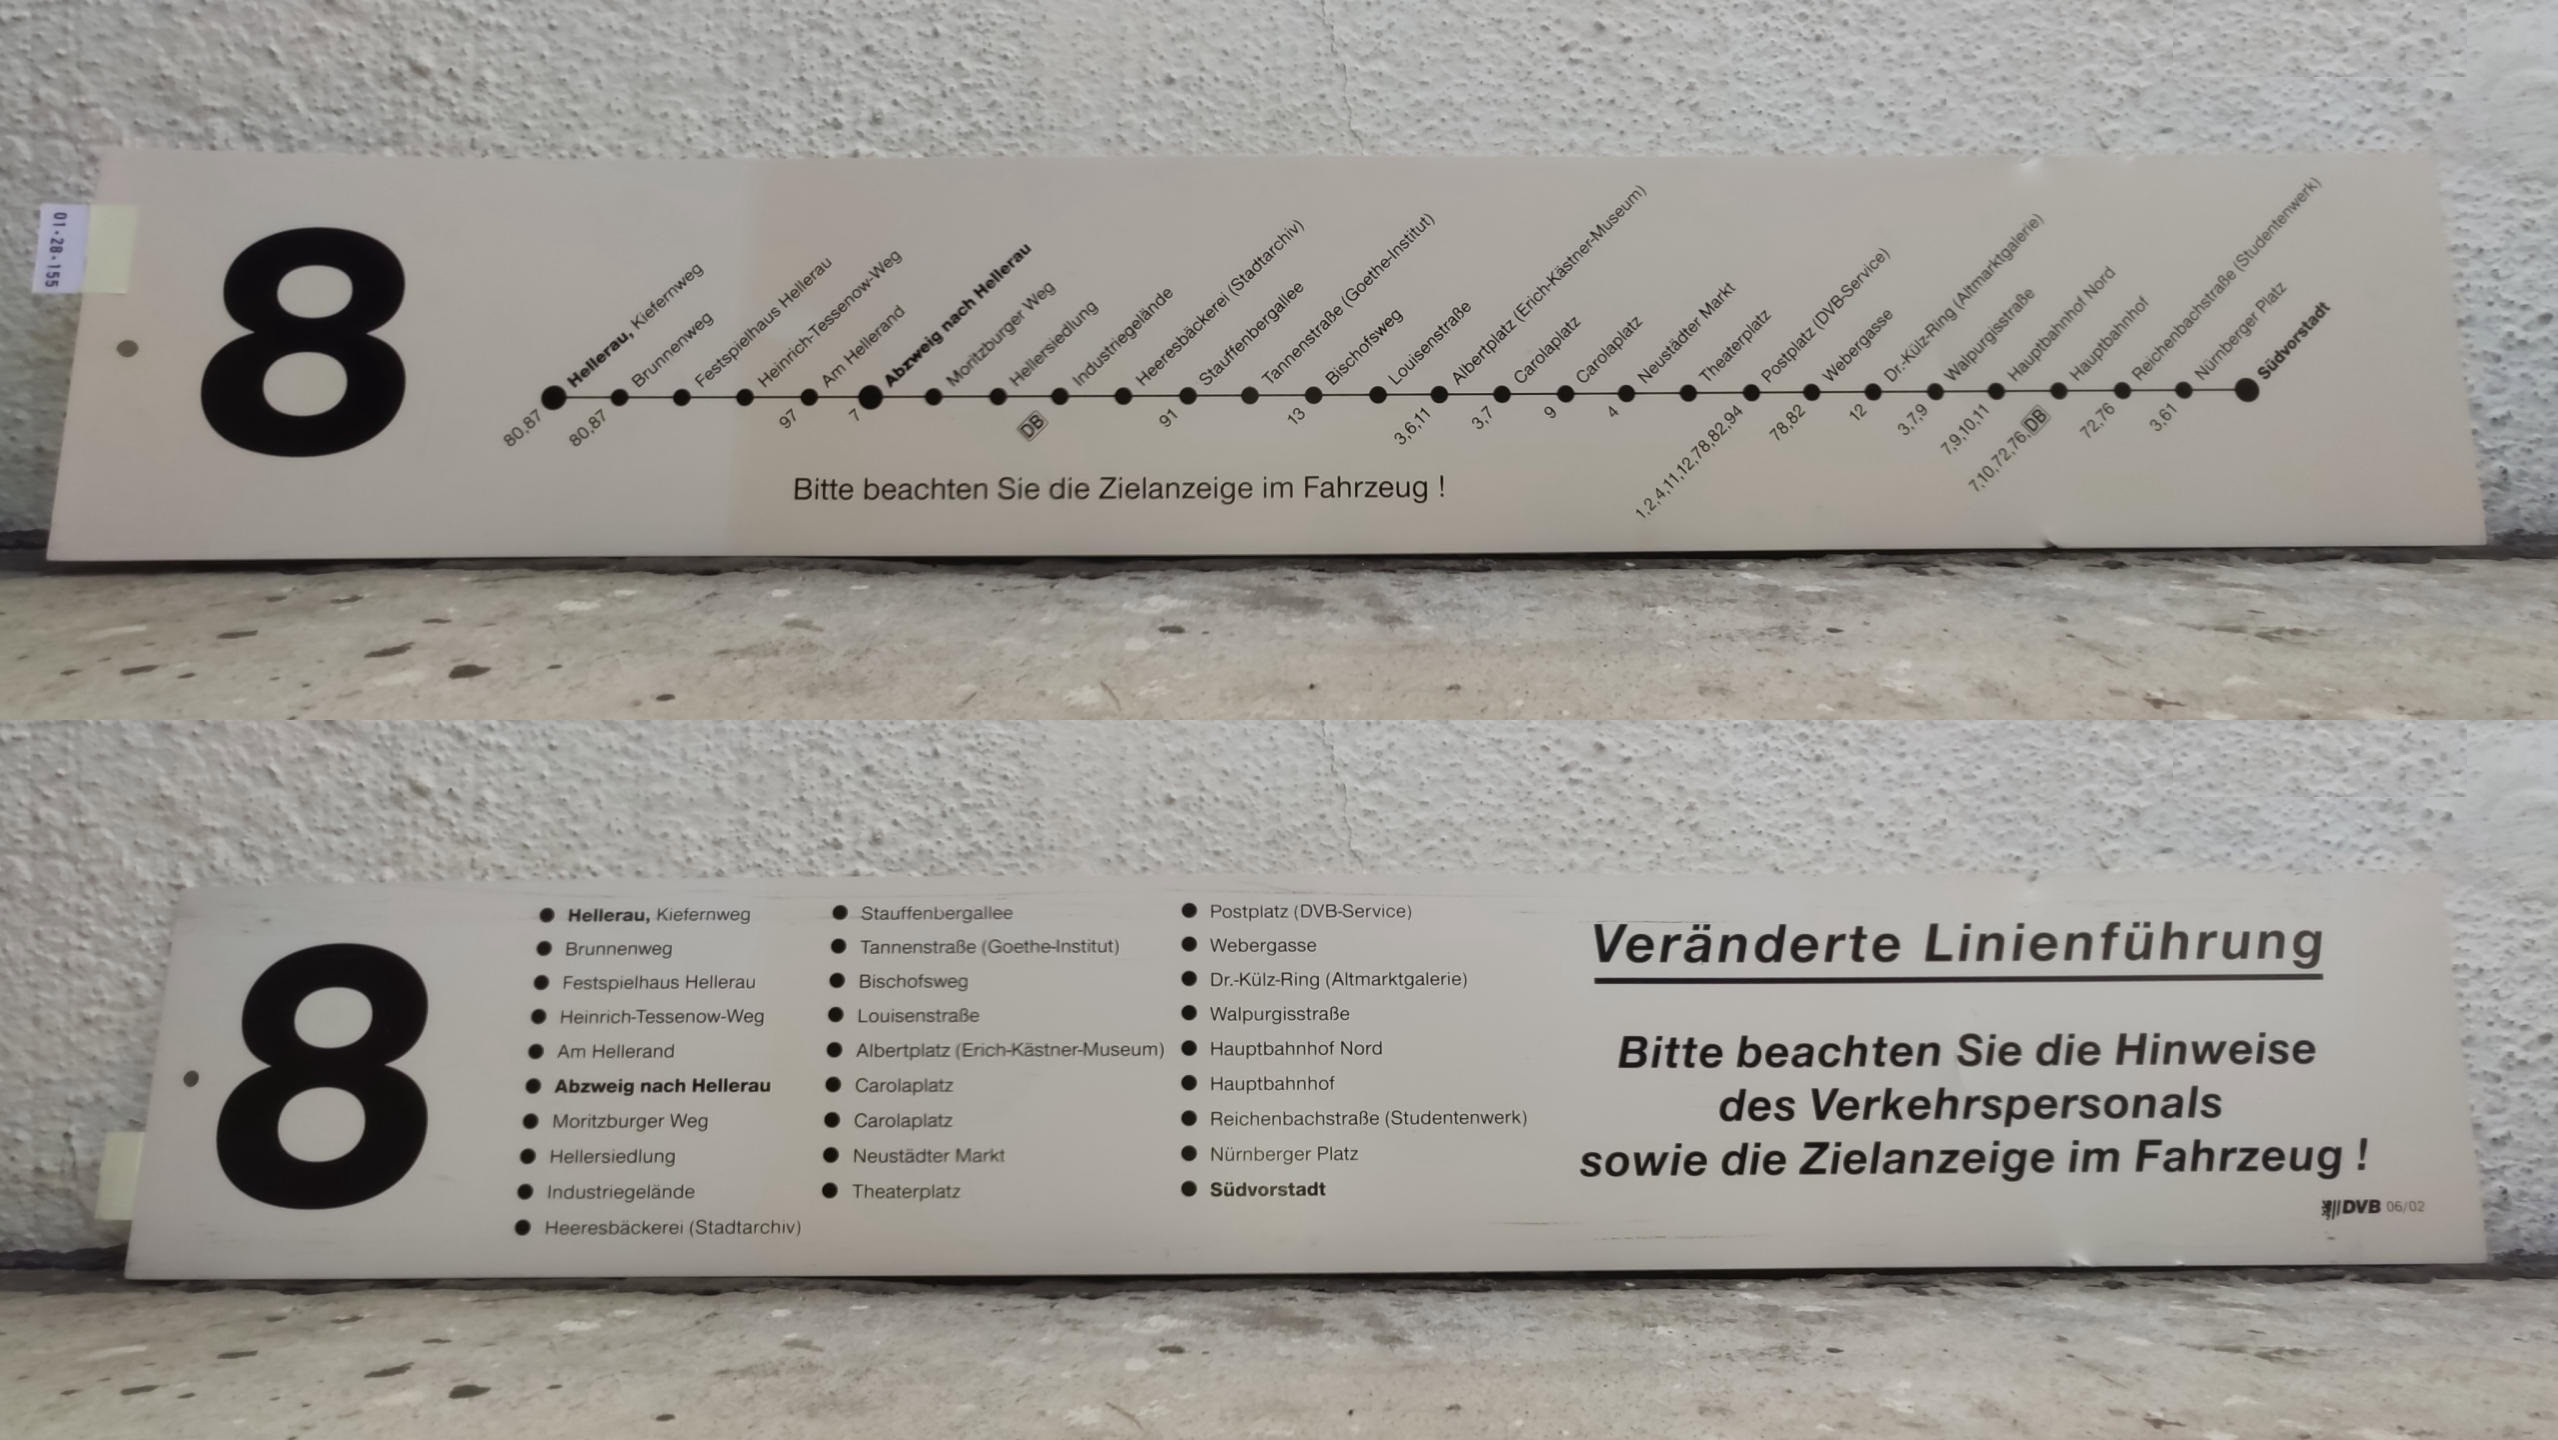 01·28·155
8
Hellerau, Kiefernweg
Brunnenweg
Festspielhaus Hellerau
Heinrich-Tessenow-Weg
Am Hellerand
Abzweig nach Hellerau
Moritzburger Weg
Hellersiedlung
Industriegelände
Heeresbäckerei (Stadtarchiv)
Stauffenbergallee
Tannenstraße (Goethe-Institut)
Bischofsweg
Louisenstraße
Albertplatz (Erich-Kästner-Museum)
Carolaplatz
Carolaplatz
Neustädter Markt
Theaterplatz
Postplatz (DVB-Service)
Webergasse
Dr.-Külz-Ring (Altmarktgalerie)
Walpurgisstraße
Hauptbahnhof Nord
Hauptbahnhof
Reichenbachstraße (Studentenwerk)
Nürnberger Platz
Südvorstadt
80,87
80,87
97
7
DB
91
13
3,6,11
3,7
9
4
1,2,4,11,12,78,82,94
78,82
12
3,7,9
7,9,10,11
7,10,72,76,DB
72,76
3,61
Bitte beachten Sie die Zielanzeige im Fahrzeug !
8
Hellerau, Kiefernweg
Brunnenweg
Festspielhaus Hellerau
Heinrich-Tessenow-Weg
Am Hellerand
Abzweig nach Hellerau
Moritzburger Weg
Hellersiedlung
Industriegelände
Heeresbäckerei (Stadtarchiv)
Stauffenbergallee
Tannenstraße (Goethe-Institut)
Bischofsweg
Louisenstraße
Albertplatz (Erich-Kästner-Museum)
Carolaplatz
Carolaplatz
Neustädter Markt
Theaterplatz
Postplatz (DVB-Service)
Webergasse
Dr.-Külz-Ring (Altmarktgalerie)
Walpurgisstraße
Hauptbahnhof Nord
Hauptbahnhof
Reichenbachstraße (Studentenwerk)
Nürnberger Platz
Südvorstadt
Veränderte Linienführung
Bitte beachten Sie die Hinweise
des Verkehrspersonals
sowie die Zielanzeige im Fahrzeug !
DVB 06/02